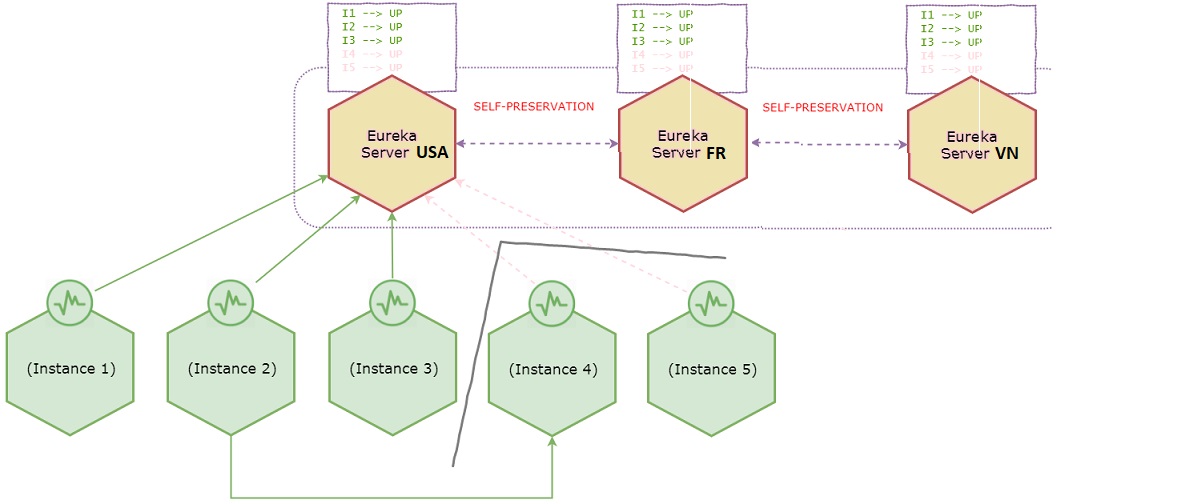 I1 --> UP
I2 --> UP
I3 --> UP
I4 --> UP
I5 --> UP
I1 --> UP
I2 --> UP
I3 --> UP
I4 --> UP
I5 --> UP
I1 --> UP
I2 --> UP
I3 --> UP
I4 --> UP
I5 --> UP
SELF-PRESERVATION
SELF-PRESERVATION
Eureka
Server USA
Eureka
Server FR
Eureka
Server VN
(Instance 1)
(Instance 2)
(Instance 3)
(Instance 4)
(Instance 5)